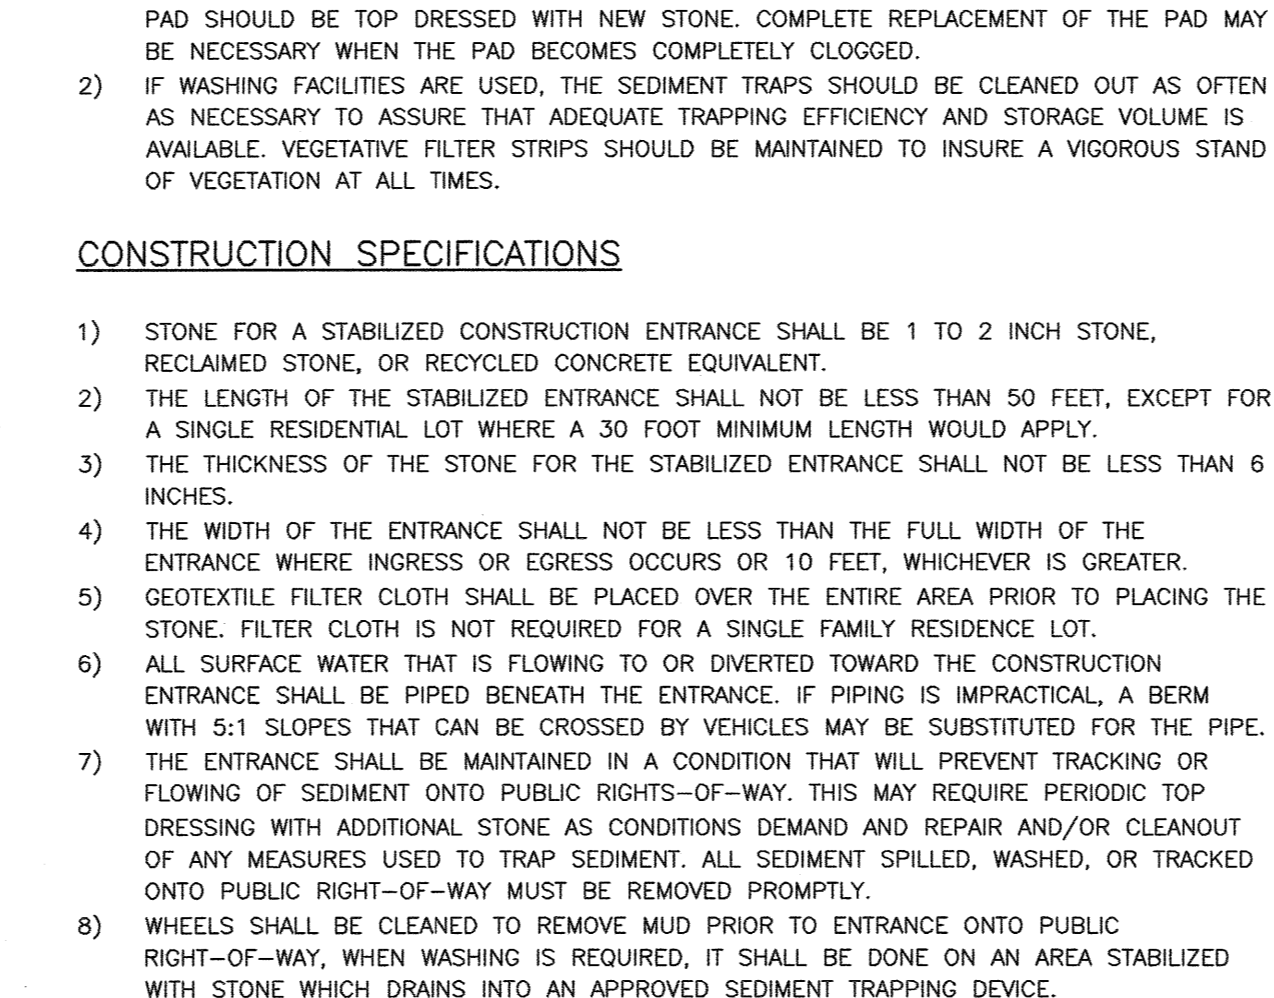 PAD SHOULD BE TOP DRESSED WITH NEW STONE. COMPLETE REPLACEMENT OF THE PAD MAY
BE NECESSARY WHEN THE PAD BECOMES COMPLETELY CLOGGED.
2) IF WASHING FACILITIES ARE USED, THE SEDIMENT TRAPS SHOULD BE CLEANED OUT AS OFTEN
AS NECESSARY TO ASSURE THAT ADEQUATE TRAPPING EFFICIENCY AND STORAGE VOLUME IS
AVAILABLE. VEGETATIVE FILTER STRIPS SHOULD BE MAINTAINED TO INSURE A VIGOROUS STAND
OF VEGETATION AT ALL TIMES.
CONSTRUCTION SPECIFICATIONS
1) STONE FOR A STABILIZED CONSTRUCTION ENTRANCE SHALL BE 1 TO 2 INCH STONE,
RECLAIMED STONE, OR RECYCLED CONCRETE EQUIVALENT.
2) THE LENGTH OF THE STABILIZED ENTRANCE SHALL NOT BE LESS THAN 50 FEET, EXCEPT FOR
A SINGLE RESIDENTIAL LOT WHERE A 30 FOOT MINIMUM LENGTH WOULD APPLY.
3) THE THICKNESS OF THE STONE FOR THE STABILIZED ENTRANCE SHALL NOT BE LESS THAN 6
INCHES.
4) THE WIDTH OF THE ENTRANCE SHALL NOT BE LESS THAN THE FULL WIDTH OF THE
ENTRANCE WHERE INGRESS OR EGRESS OCCURS OR 10 FEET, WHICHEVER IS GREATER.
5) GEOTEXTILE FILTER CLOTH SHALL BE PLACED OVER THE ENTIRE AREA PRIOR TO PLACING THE
STONE. FILTER CLOTH IS NOT REQUIRED FOR A SINGLE FAMILY RESIDENCE LOT.
6) ALL SURFACE WATER THAT IS FLOWING TO OR DIVERTED TOWARD THE CONSTRUCTION
ENTRANCE SHALL BE PIPED BENEATH THE ENTRANCE. IF PIPING IS IMPRACTICAL, A BERM
WITH 5:1 SLOPES THAT CAN BE CROSSED BY VEHICLES MAY BE SUBSTITUTED FOR THE PIPE.
7) THE ENTRANCE SHALL BE MAINTAINED IN A CONDITION THAT WILL PREVENT TRACKING OR
FLOWING OF SEDIMENT ONTO PUBLIC RIGHTS-OF-WAY. THIS MAY REQUIRE PERIODIC TOP
DRESSING WITH ADDITIONAL STONE AS CONDITIONS DEMAND AND REPAIR AND/OR CLEANOUT
OF ANY MEASURES USED TO TRAP SEDIMENT. ALL SEDIMENT SPILLED, WASHED, OR TRACKED
ONTO PUBLIC RIGHT-OF-WAY MUST BE REMOVED PROMPTLY.
8) WHEELS SHALL BE CLEANED TO REMOVE MUD PRIOR TO ENTRANCE ONTO PUBLIC
RIGHT-OF-WAY, WHEN WASHING IS REQUIRED, IT SHALL BE DONE ON AN AREA STABILIZED
WITH STONE WHICH DRAINS INTO AN APPROVED SEDIMENT TRAPPING DEVICE.